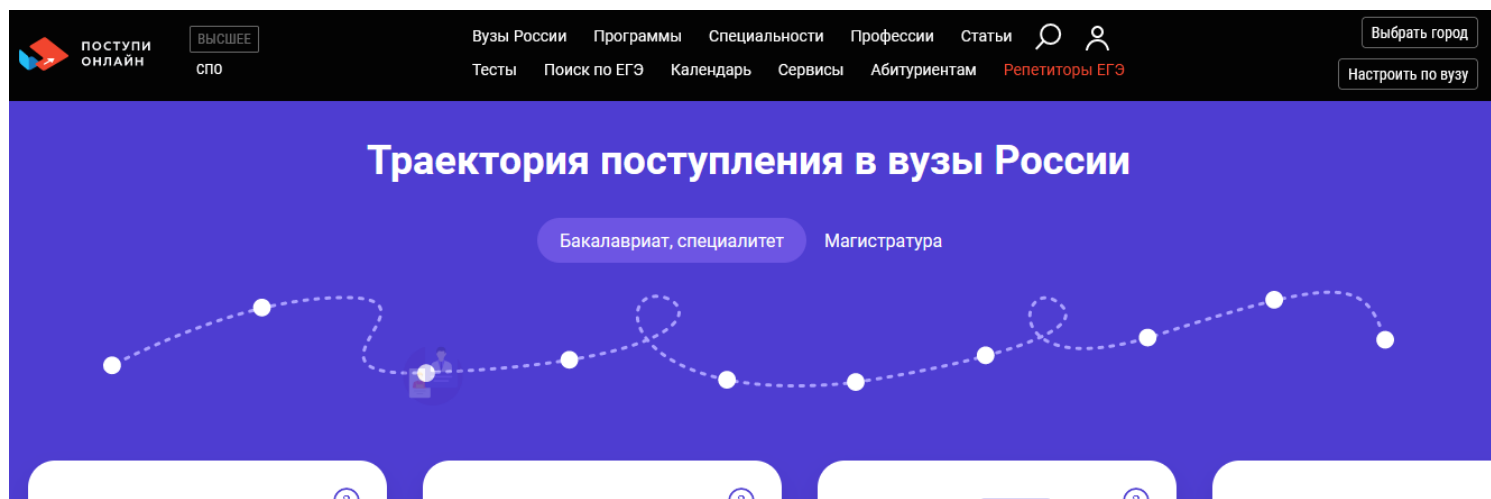 ПОСТУПИ
ОНЛАЙН
ВЫСШЕЕ
СПО
Вузы России Программы Специальности Профессии Статьи
Тесты Поиск по ЕГЭ Календарь Сервисы Абитуриентам Репетиторы ЕГЭ
Выбрать город
Настроить по вузу
Траектория поступления в вузы России
Бакалавриат, специалитет Магистратура